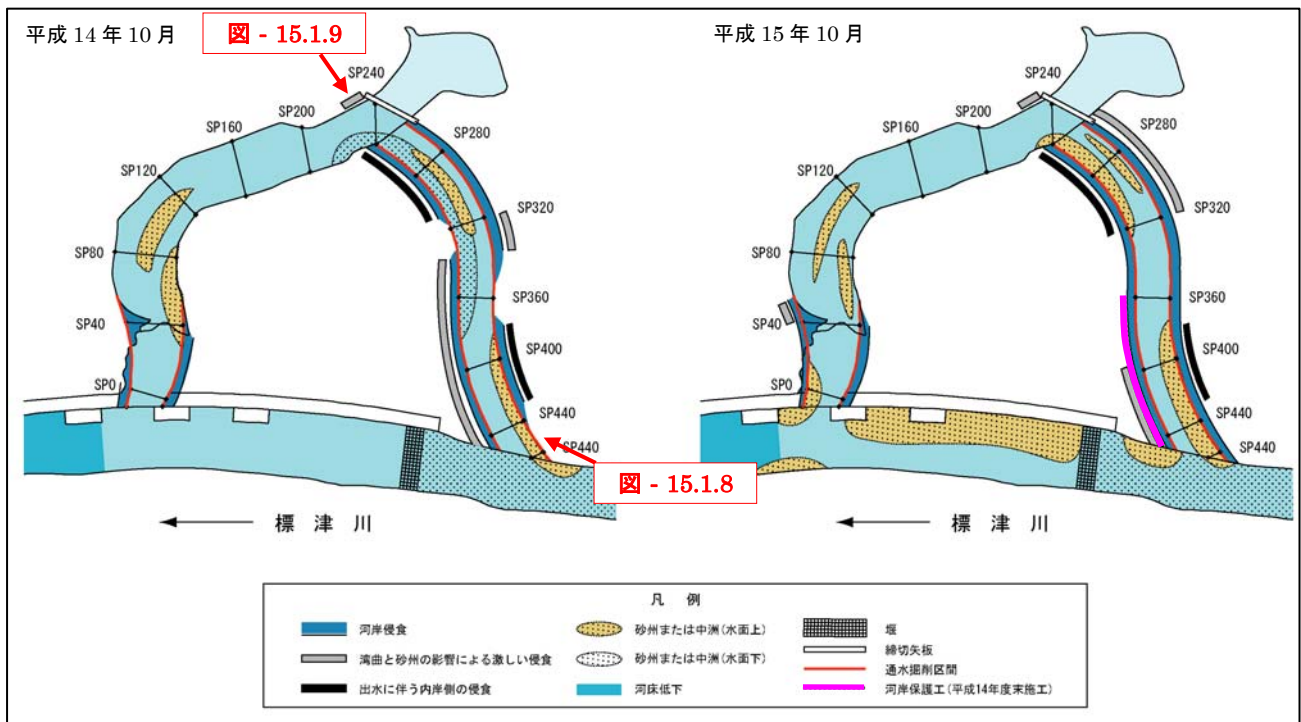 平成 14 年 10 月
図 - 15.1.9
SP240
SP200
SP160
SP120
SP80
SP40
SP0
SP280
SP320
SP360
SP400
SP440
SP440
図 - 15.1.8
標 津 川
平成 15 年 10 月
SP240
SP200
SP160
SP120
SP80
SP40
SP0
SP280
SP320
SP360
SP400
SP440
SP440
標 津 川
凡 例
河岸侵食
湾曲と砂州の影響による激しい侵食
出水に伴う内岸側の侵食
砂州または中洲(水面上)
砂州または中洲(水面下)
河床低下
堰
締切矢板
通水掘削区間
河岸保護工(平成14年度末施工)